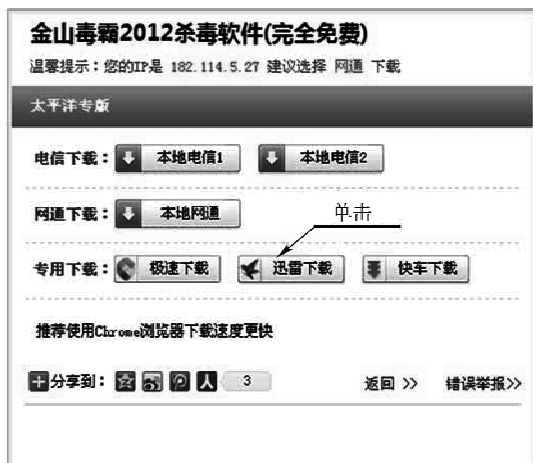 金山毒霸2012杀毒软件(完全免费)
温馨提示：您的IP是 182.114.5.27 建议选择 网通 下载
太平洋专版
电信下载： 本地电信1 本地电信2
网通下载： 本地网通
单击
专用下载： 极速下载 迅雷下载 快车下载
推荐使用Chrome浏览器下载速度更快
分享到： 3 返回 >> 错误举报>>